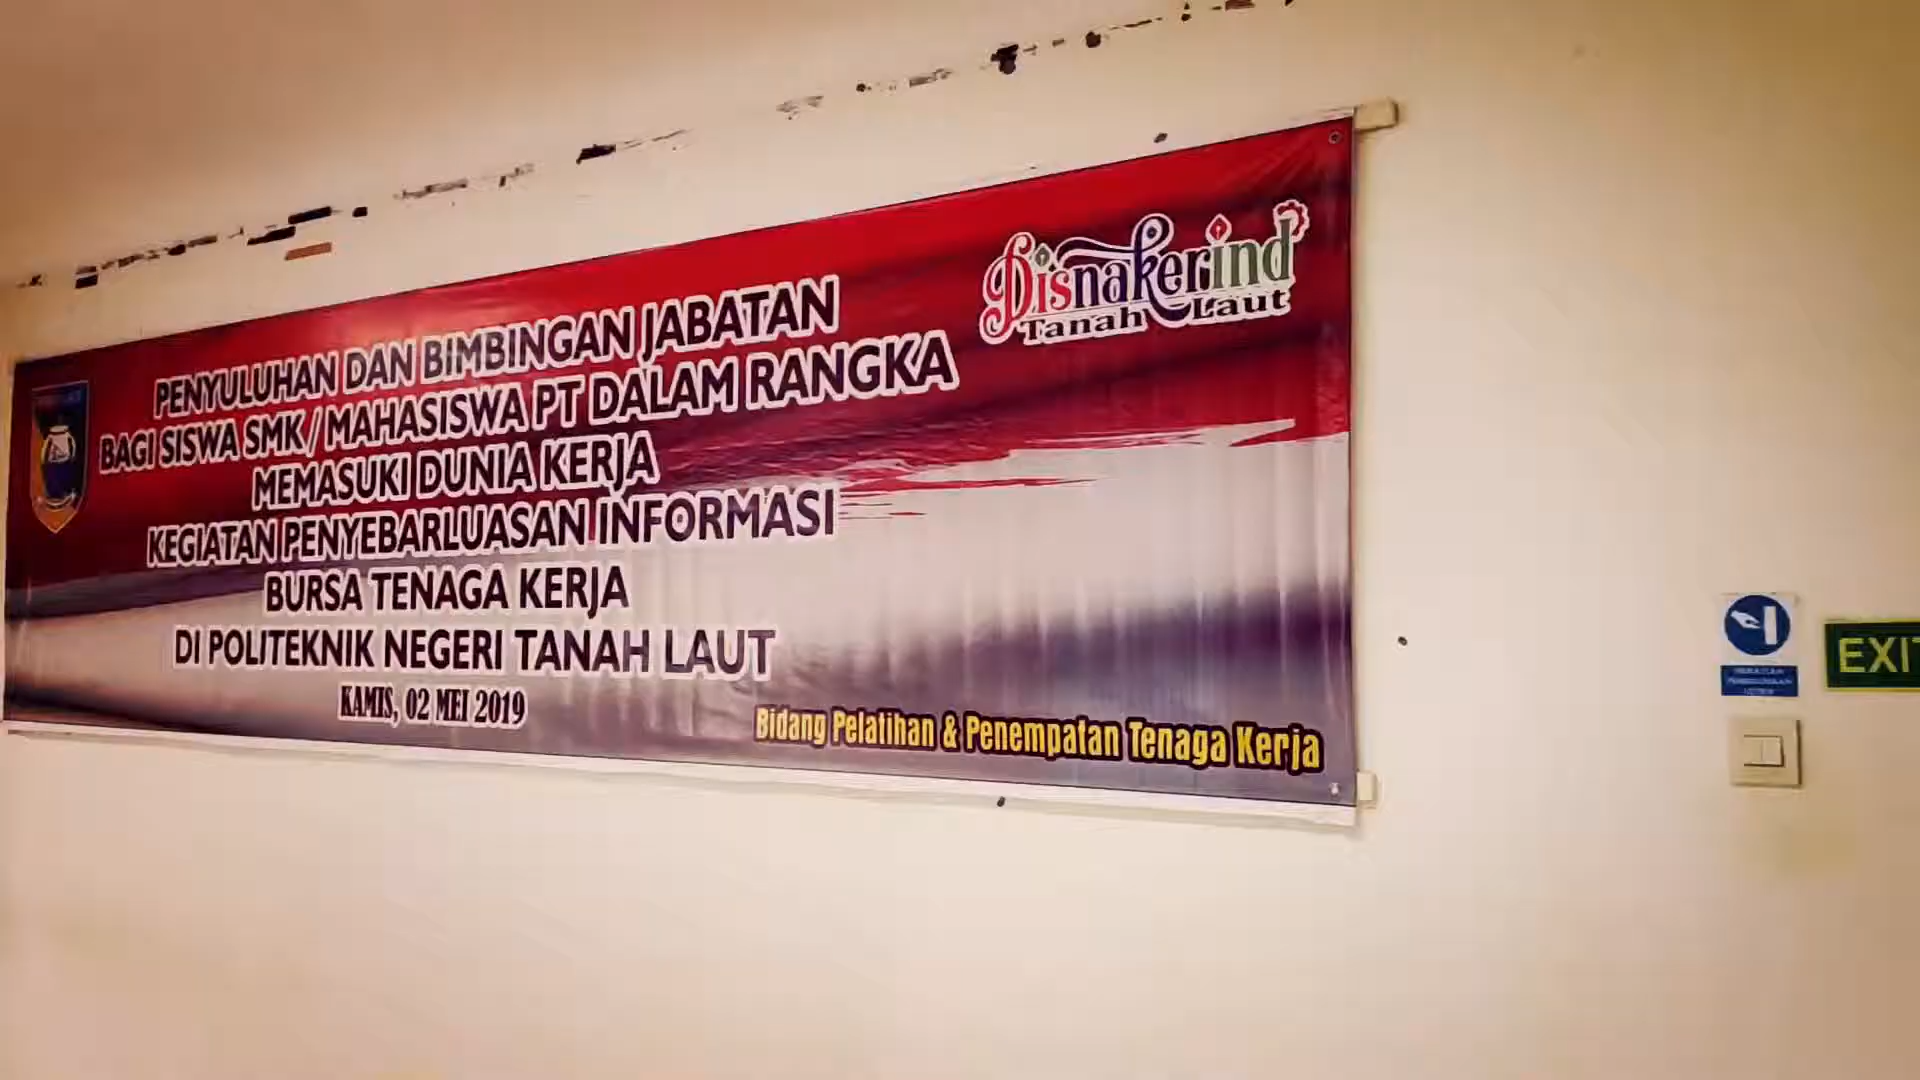 Disnakerind
Tanah Laut
PENYULUHAN DAN BIMBINGAN JABATAN
BAGI SISWA SMK / MAHASISWA PT DALAM RANGKA
MEMASUKI DUNIA KERJA
KEGIATAN PENYEBARLUASAN INFORMASI
BURSA TENAGA KERJA
DI POLITEKNIK NEGERI TANAH LAUT
KAMIS, 02 MEI 2019
Bidang Pelatihan & Penempatan Tenaga Kerja
EXIT